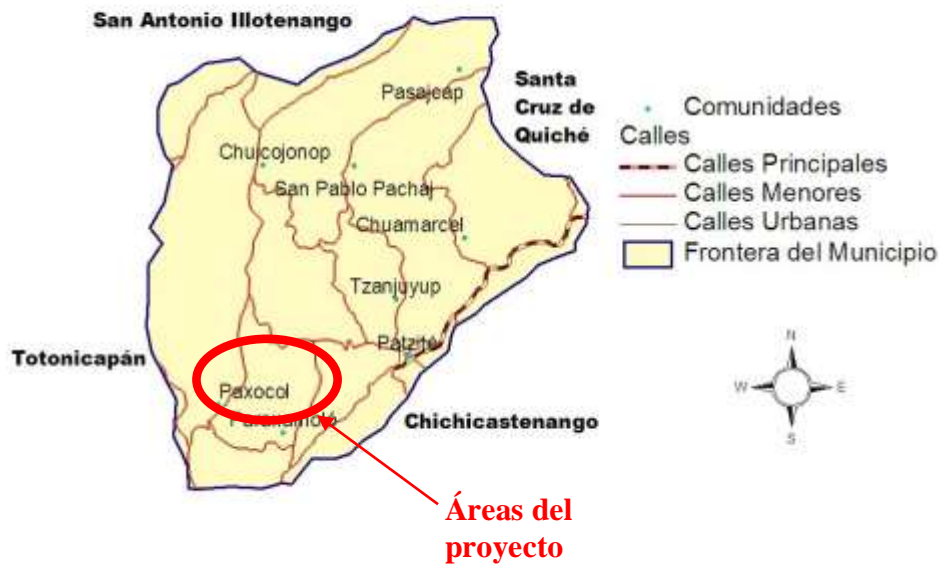 San Antonio Illotenango
Pasajcap
Santa
Cruz de
Quiché
Comunidades
Calles
Calles Principales
Calles Menores
Calles Urbanas
Frontera del Municipio
Chuicojonop
San Pablo Pachaj
Chuamarcel
Tzanjuyup
Patzité
Totonicapán
Paxocol
Chichicastenango
N
W
E
S
Áreas del
proyecto